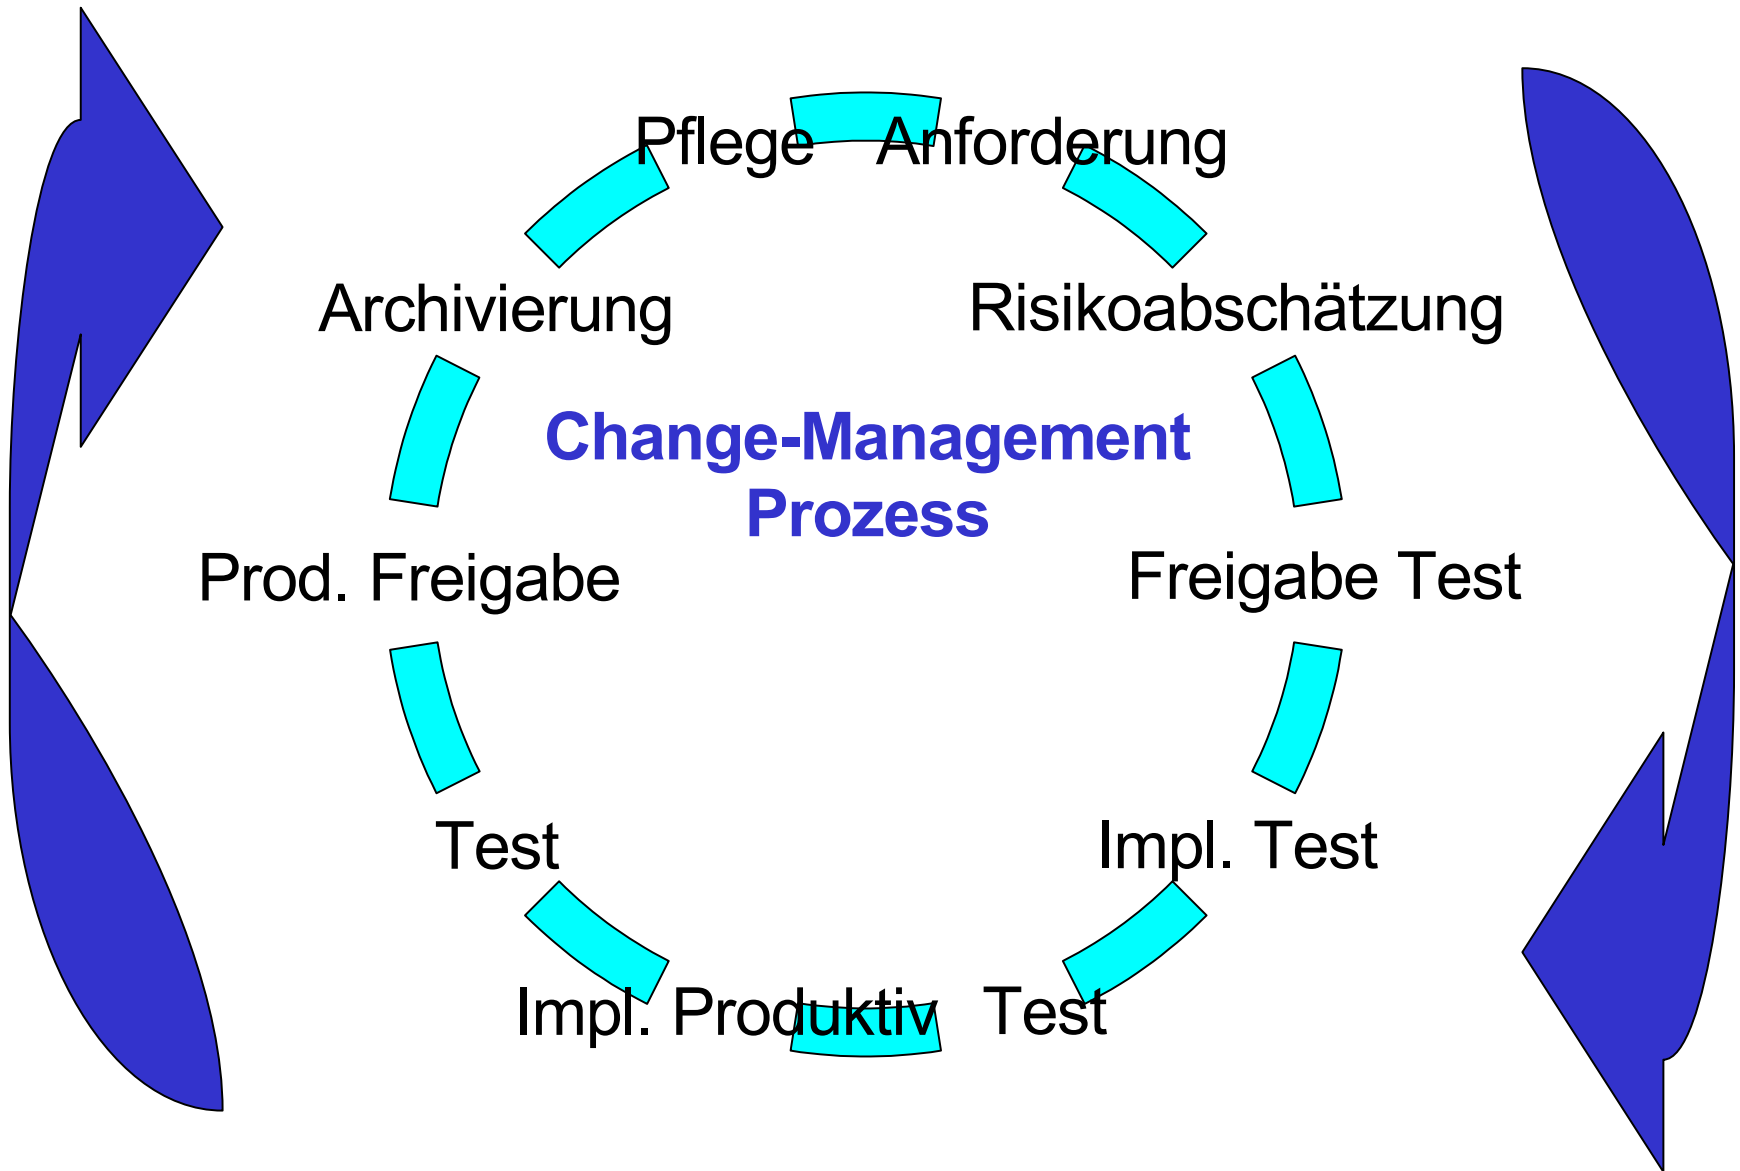 Pflege
Anforderung
Archivierung
Risikoabschätzung
Change-Management
Prozess
Prod. Freigabe
Freigabe Test
Test
Impl. Test
Impl. Produktiv
Test